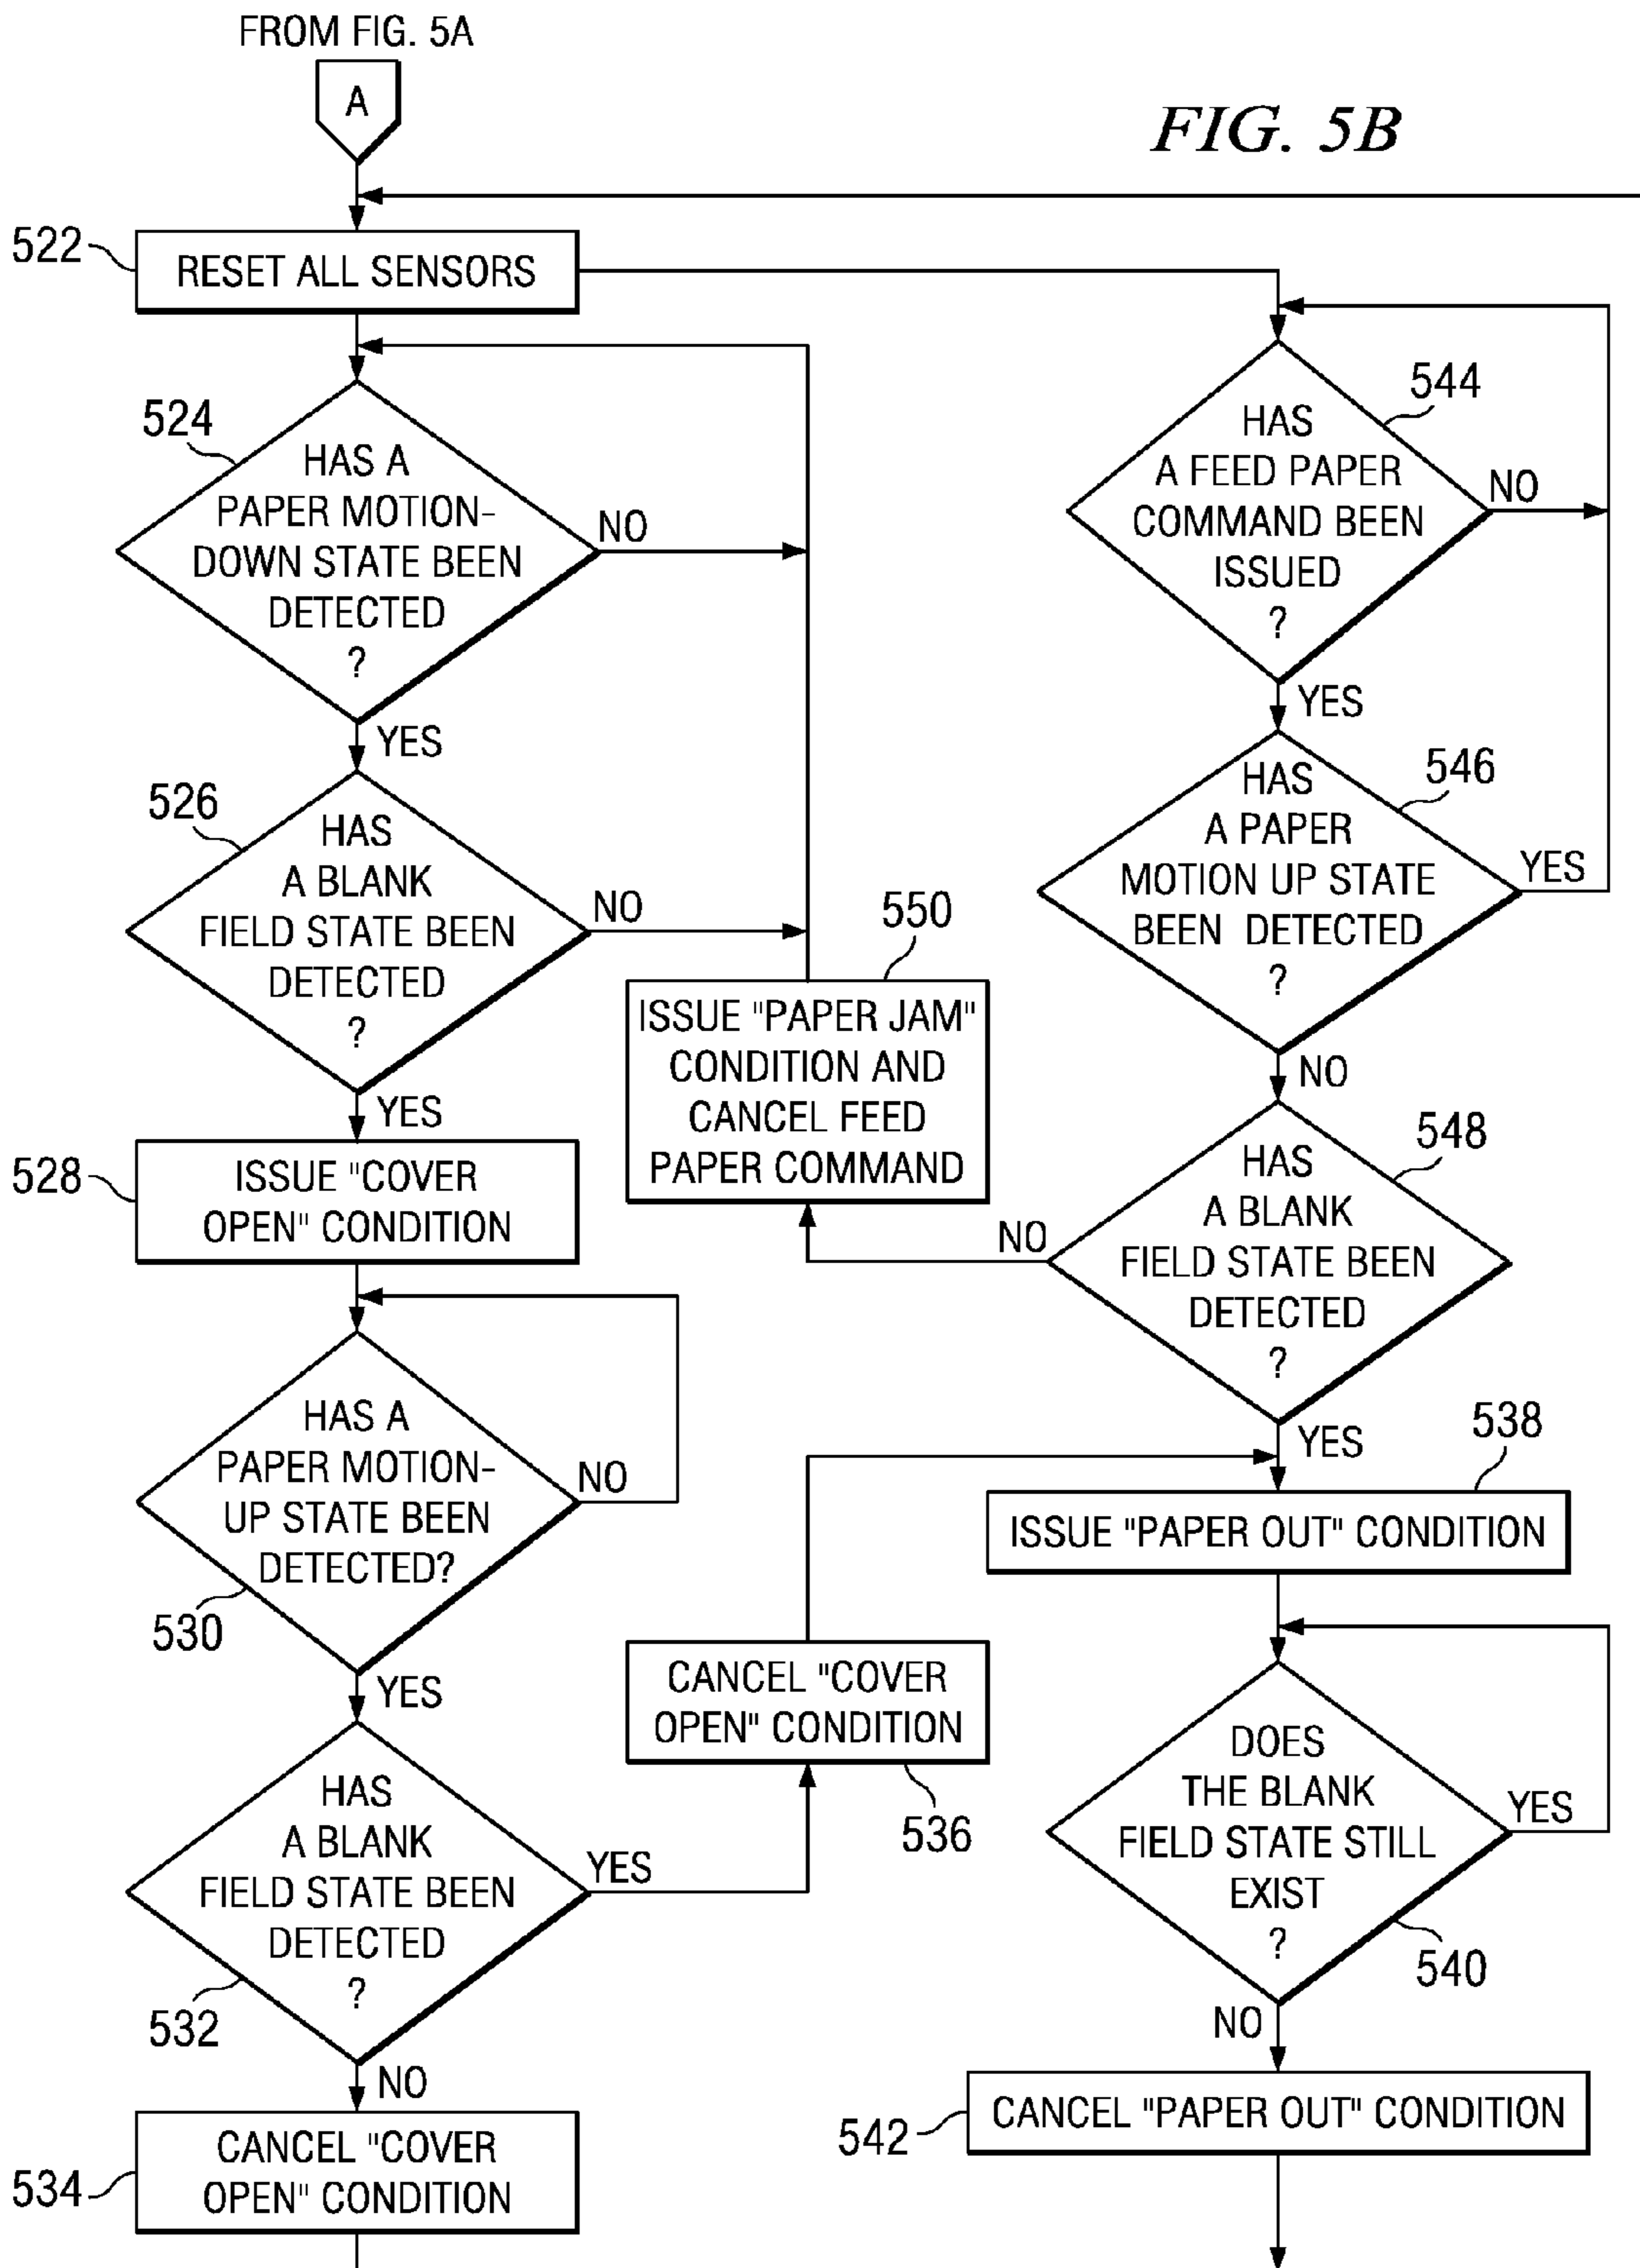 FROM FIG. 5A
A
FIG. 5B
522
RESET ALL SENSORS
524
HAS A
PAPER MOTION-
DOWN STATE BEEN
DETECTED
?
NO
YES
526
HAS
A BLANK
FIELD STATE BEEN
DETECTED
?
NO
YES
528
ISSUE "COVER
OPEN" CONDITION
HAS A
PAPER MOTION-
UP STATE BEEN
DETECTED?
NO
530
YES
HAS
A BLANK
FIELD STATE BEEN
DETECTED
?
YES
532
NO
CANCEL "COVER
OPEN" CONDITION
534
550
ISSUE "PAPER JAM"
CONDITION AND
CANCEL FEED
PAPER COMMAND
CANCEL "COVER
OPEN" CONDITION
536
544
HAS
A FEED PAPER
COMMAND BEEN
ISSUED
?
NO
YES
546
HAS
A PAPER
MOTION UP STATE
BEEN DETECTED
?
YES
NO
548
HAS
A BLANK
FIELD STATE BEEN
DETECTED
?
NO
YES
538
ISSUE "PAPER OUT" CONDITION
DOES
THE BLANK
FIELD STATE STILL
EXIST
?
YES
540
NO
CANCEL "PAPER OUT" CONDITION
542